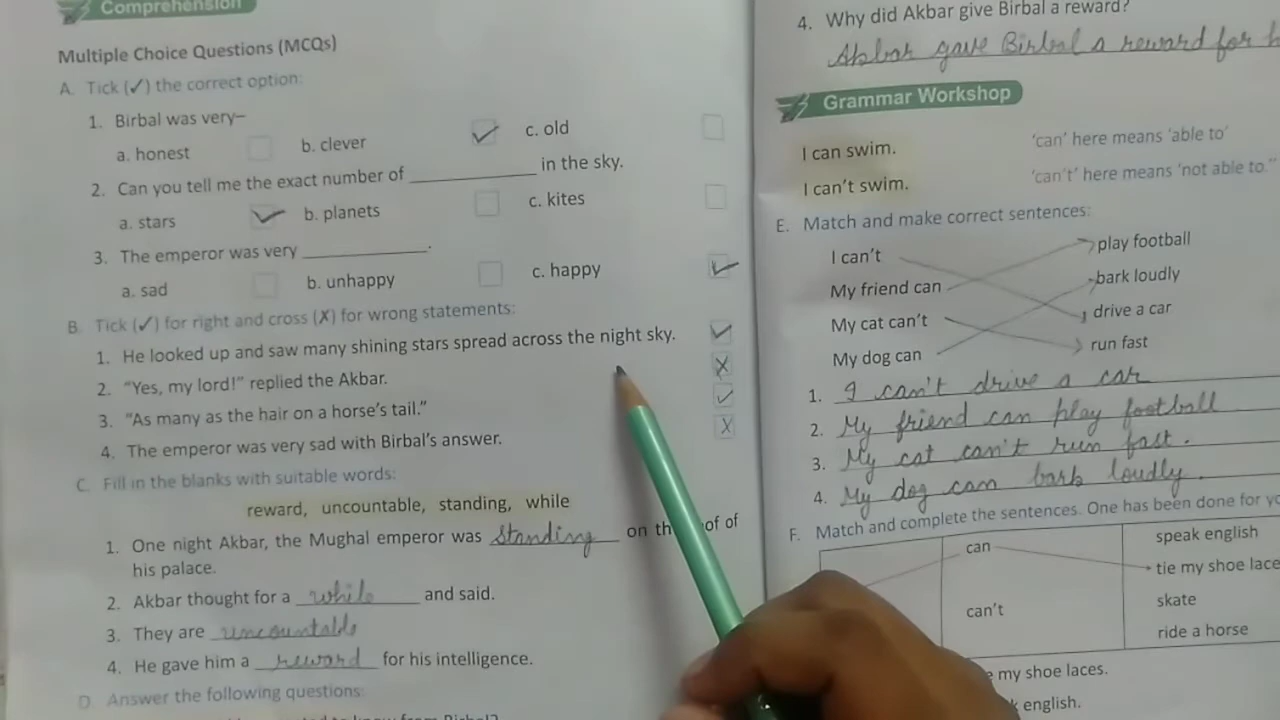 Comprehension
Multiple Choice Questions (MCQs)
A. Tick (✓) the correct option:
1. Birbal was very–
a. honest b. clever ✓ c. old
2. Can you tell me the exact number of ____________ in the sky.
a. stars ✓ b. planets c. kites
3. The emperor was very ____________.
a. sad b. unhappy c. happy ✓
B. Tick (✓) for right and cross (X) for wrong statements:
1. He looked up and saw many shining stars spread across the night sky. ✓
2. “Yes, my lord!” replied the Akbar. X
3. “As many as the hair on a horse’s tail.” ✓
4. The emperor was very sad with Birbal’s answer. X
C. Fill in the blanks with suitable words:
reward, uncountable, standing, while
1. One night Akbar, the Mughal emperor was standing on th of of
his palace.
2. Akbar thought for a while and said.
3. They are uncountable
4. He gave him a reward for his intelligence.
D. Answer the following questions:
from Birbal?
4. Why did Akbar give Birbal a reward?
Akbar gave Birbal a reward for h
Grammar Workshop
I can swim. ‘can’ here means ‘able to’
I can’t swim. ‘can’t’ here means ‘not able to.”
E. Match and make correct sentences:
I can’t play football
My friend can bark loudly
My cat can’t drive a car
My dog can run fast
1. I can't drive a car
2. My friend can play football
3. My cat can't run fast.
4. My dog can bark loudly.
F. Match and complete the sentences. One has been done for yo
can speak english
tie my shoe lace
can’t skate
ride a horse
my shoe laces.
english.